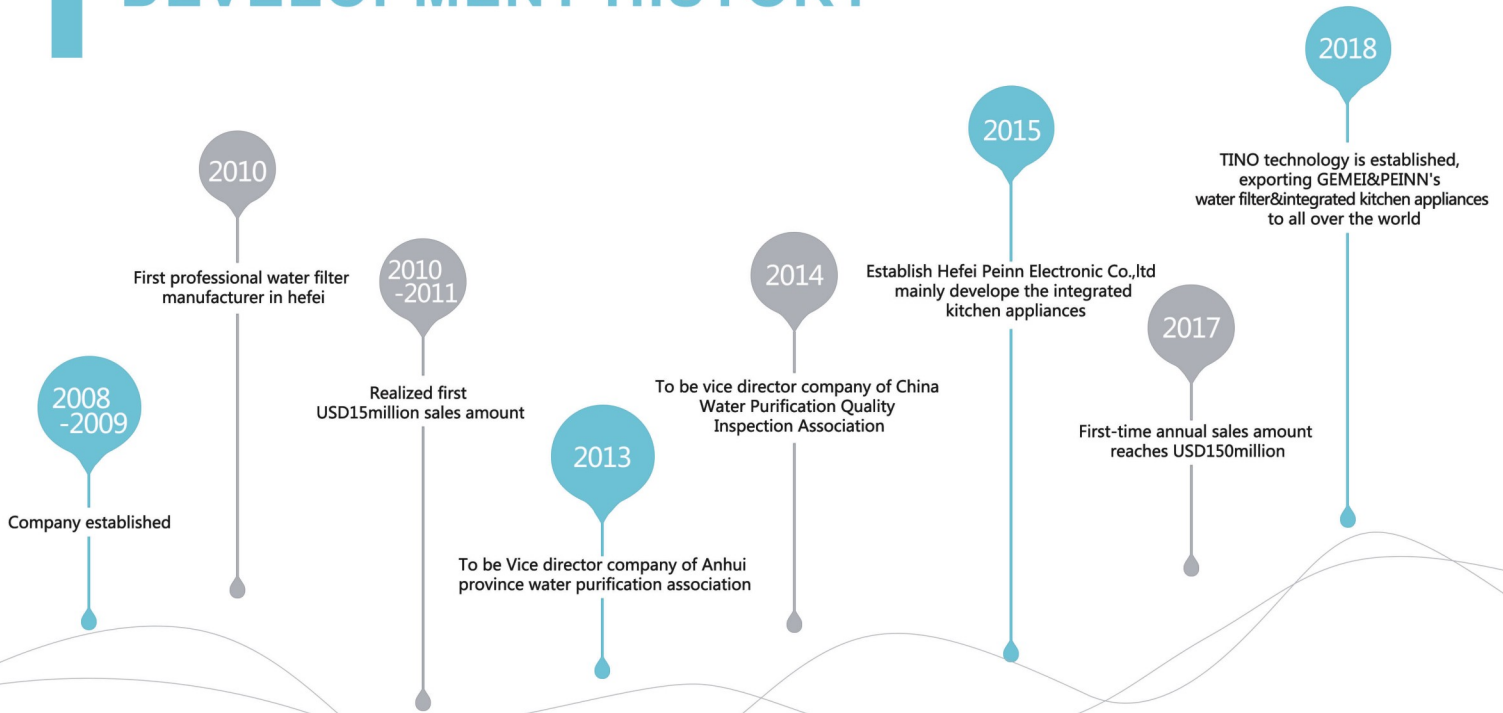 DEVELOPMENT HISTORY
2008
-2009
Company established
2010
First professional water filter
manufacturer in hefei
2010
-2011
Realized first
USD15million sales amount
2013
To be Vice director company of Anhui
province water purification association
2014
To be vice director company of China
Water Purification Quality
Inspection Association
2015
Establish Hefei Peinn Electronic Co.,ltd
mainly develope the integrated
kitchen appliances
2017
First-time annual sales amount
reaches USD150million
2018
TINO technology is established,
exporting GEMEI&PEINN's
water filter&integrated kitchen appliances
to all over the world